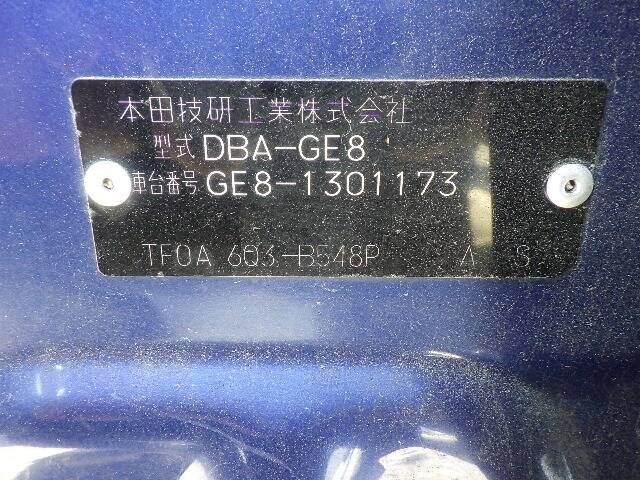 本田技研工業株式会社
型式 DBA-GE8
車台番号 GE8-1301173
TF0A 603-B548P A S